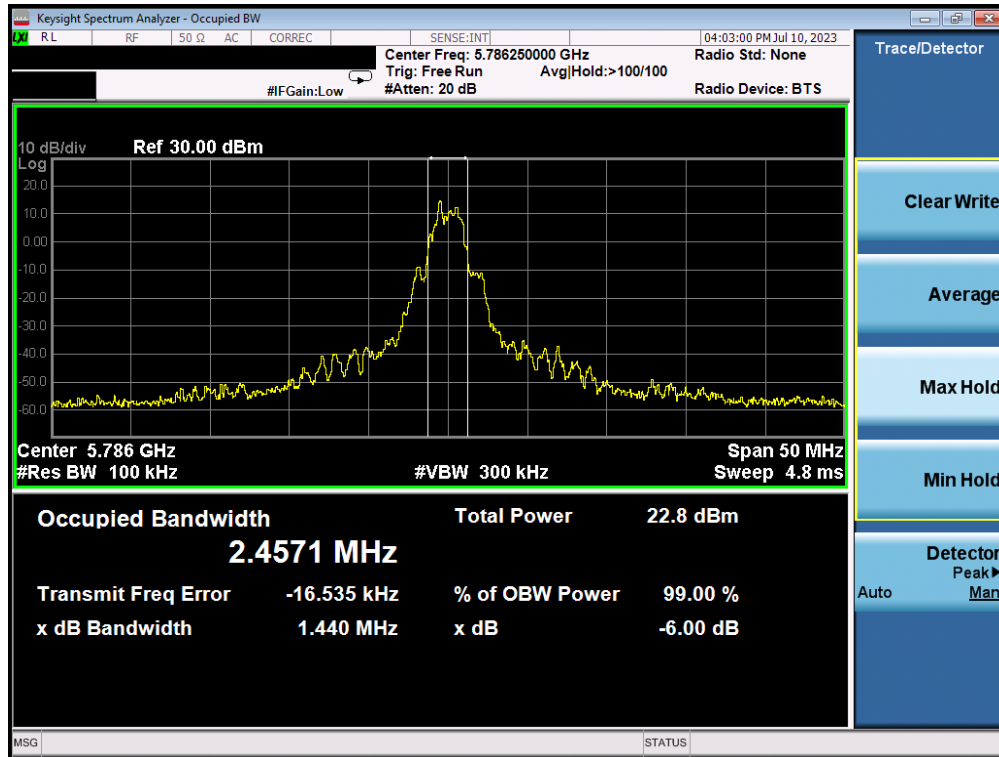 Keysight Spectrum Analyzer - Occupied BW
LXI RL RF 50 Ω AC CORREC SENSE:INT 04:03:00 PM Jul 10, 2023
Center Freq: 5.786250000 GHz Radio Std: None
Trig: Free Run Avg|Hold:>100/100
#IFGain:Low #Atten: 20 dB Radio Device: BTS
Trace/Detector
10 dB/div Ref 30.00 dBm
Log
20.0
10.0
0.00
-10.0
-20.0
-30.0
-40.0
-50.0
-60.0
Center 5.786 GHz Span 50 MHz
#Res BW 100 kHz #VBW 300 kHz Sweep 4.8 ms
Occupied Bandwidth Total Power 22.8 dBm
2.4571 MHz
Transmit Freq Error -16.535 kHz % of OBW Power 99.00 %
x dB Bandwidth 1.440 MHz x dB -6.00 dB
Clear Write
Average
Max Hold
Min Hold
Detector
Peak▶
Auto Man
MSG STATUS